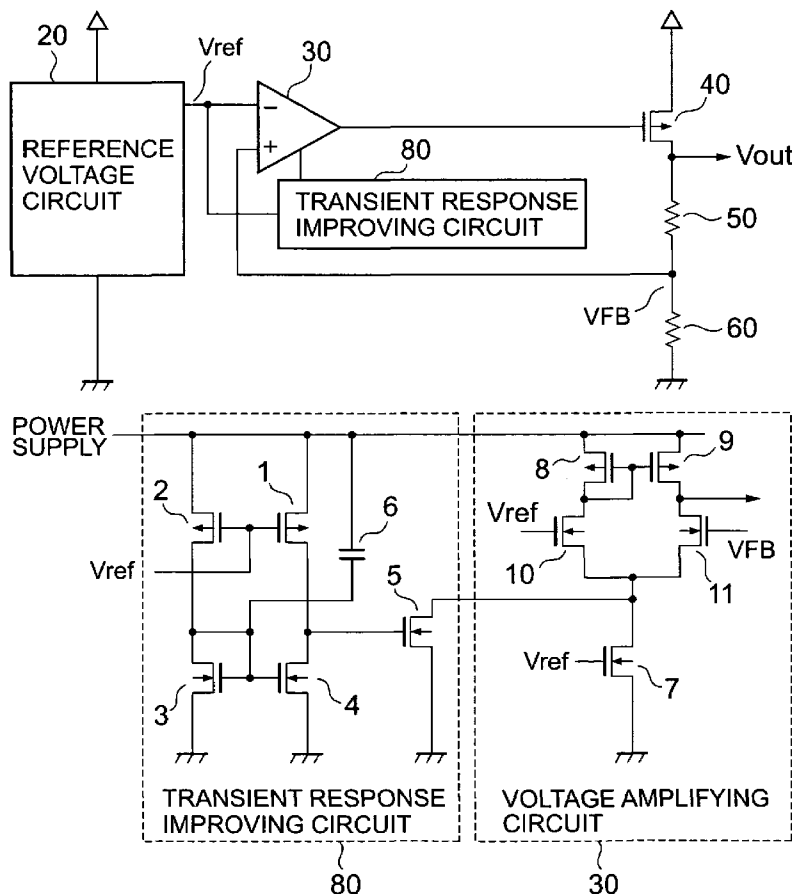 20
Vref
30
40
REFERENCE
VOLTAGE
CIRCUIT
80
Vout
TRANSIENT RESPONSE
IMPROVING CIRCUIT
50
VFB
60
POWER
SUPPLY
1
2
6
8
9
Vref
Vref
5
10
11
VFB
Vref
7
3
4
TRANSIENT RESPONSE
IMPROVING CIRCUIT
VOLTAGE AMPLIFYING
CIRCUIT
80
30